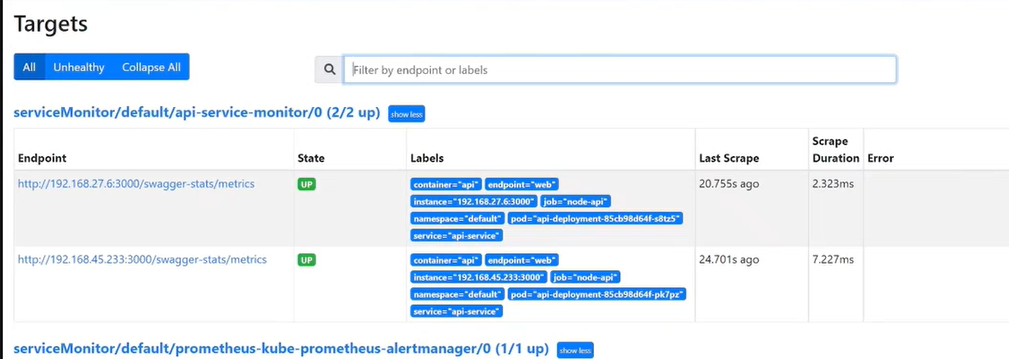 Targets
All Unhealthy Collapse All Filter by endpoint or labels
serviceMonitor/default/api-service-monitor/0 (2/2 up) show less
Endpoint State Labels Last Scrape Scrape Duration Error
http://192.168.27.6:3000/swagger-stats/metrics UP container="api" endpoint="web" 20.755s ago 2.323ms
instance="192.168.27.6:3000" job="node-api"
namespace="default" pod="api-deployment-85cb98d64f-s8tz5"
service="api-service"
http://192.168.45.233:3000/swagger-stats/metrics UP container="api" endpoint="web" 24.701s ago 7.227ms
instance="192.168.45.233:3000" job="node-api"
namespace="default" pod="api-deployment-85cb98d64f-pk7pz"
service="api-service"
serviceMonitor/default/prometheus-kube-prometheus-alertmanager/0 (1/1 up) show less